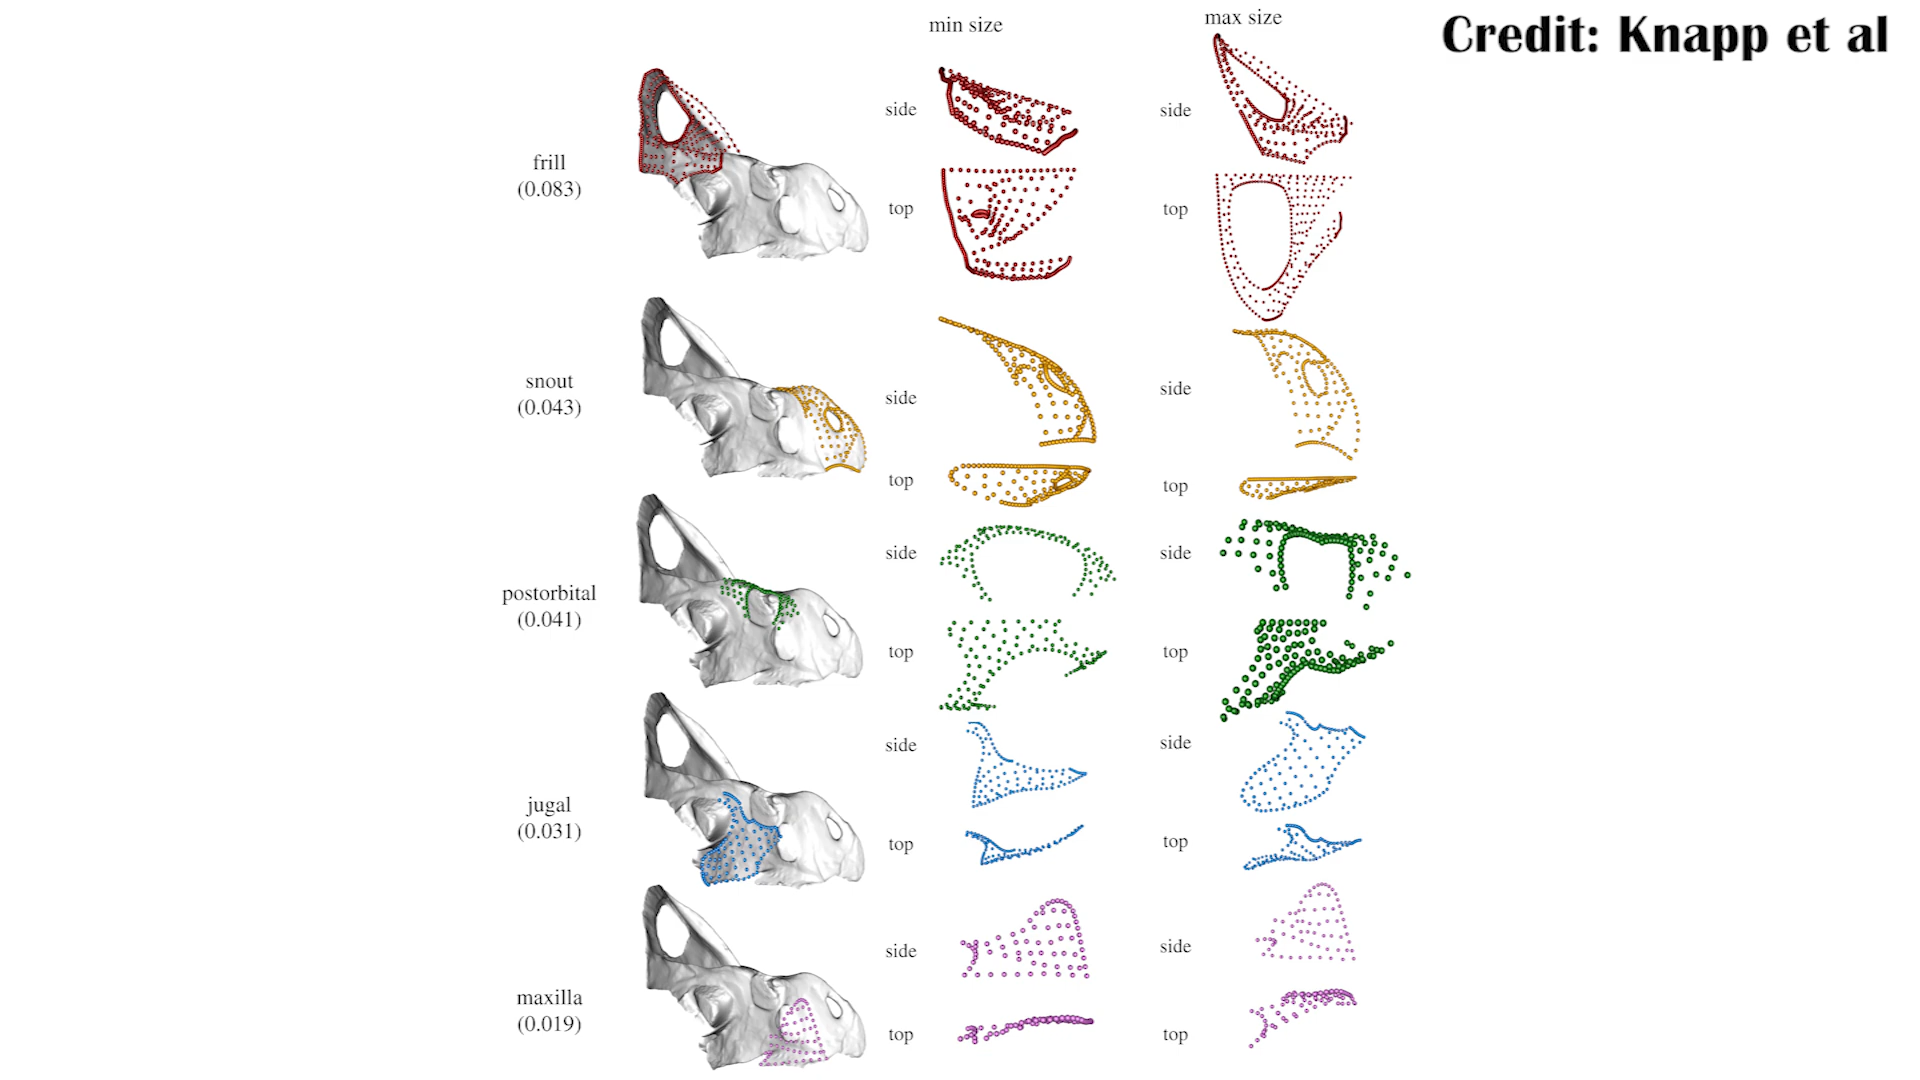 Credit: Knapp et al
min size
max size
side
side
frill
(0.083)
top
top
snout
(0.043)
side
side
top
top
side
side
postorbital
(0.041)
top
top
side
side
jugal
(0.031)
top
top
side
side
maxilla
(0.019)
top
top